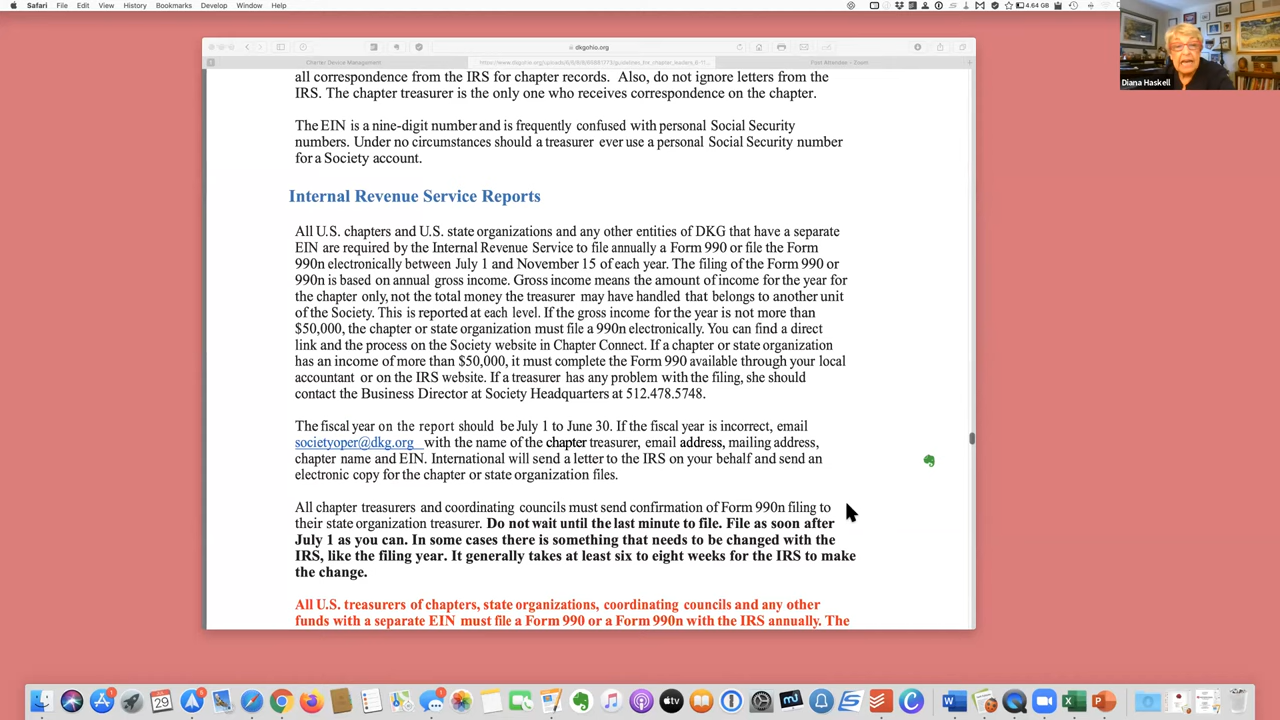 Safari File Edit View History Bookmarks Develop Window Help
4.64 GB
dkgohio.org
Charter Device Management
Post Attendee - Zoom
all correspondence from the IRS for chapter records. Also, do not ignore letters from the
IRS. The chapter treasurer is the only one who receives correspondence on the chapter.
The EIN is a nine-digit number and is frequently confused with personal Social Security
numbers. Under no circumstances should a treasurer ever use a personal Social Security number
for a Society account.
Internal Revenue Service Reports
All U.S. chapters and U.S. state organizations and any other entities of DKG that have a separate
EIN are required by the Internal Revenue Service to file annually a Form 990 or file the Form
990n electronically between July 1 and November 15 of each year. The filing of the Form 990 or
990n is based on annual gross income. Gross income means the amount of income for the year for
the chapter only, not the total money the treasurer may have handled that belongs to another unit
of the Society. This is reported at each level. If the gross income for the year is not more than
$50,000, the chapter or state organization must file a 990n electronically. You can find a direct
link and the process on the Society website in Chapter Connect. If a chapter or state organization
has an income of more than $50,000, it must complete the Form 990 available through your local
accountant or on the IRS website. If a treasurer has any problem with the filing, she should
contact the Business Director at Society Headquarters at 512.478.5748.
The fiscal year on the report should be July 1 to June 30. If the fiscal year is incorrect, email
societyoper@dkg.org with the name of the chapter treasurer, email address, mailing address,
chapter name and EIN. International will send a letter to the IRS on your behalf and send an
electronic copy for the chapter or state organization files.
All chapter treasurers and coordinating councils must send confirmation of Form 990n filing to
their state organization treasurer. Do not wait until the last minute to file. File as soon after
July 1 as you can. In some cases there is something that needs to be changed with the
IRS, like the filing year. It generally takes at least six to eight weeks for the IRS to make
the change.
All U.S. treasurers of chapters, state organizations, coordinating councils and any other
funds with a separate EIN must file a Form 990 or a Form 990n with the IRS annually. The
Diana Haskell
29